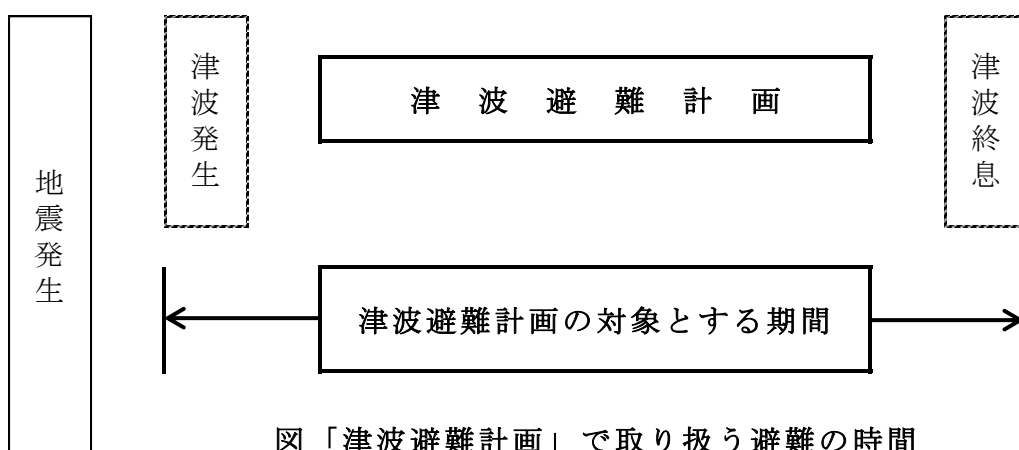 地震発生
津波発生
津波避難計画
津波終息
津波避難計画の対象とする期間
図「津波避難計画」で取り扱う避難の時間